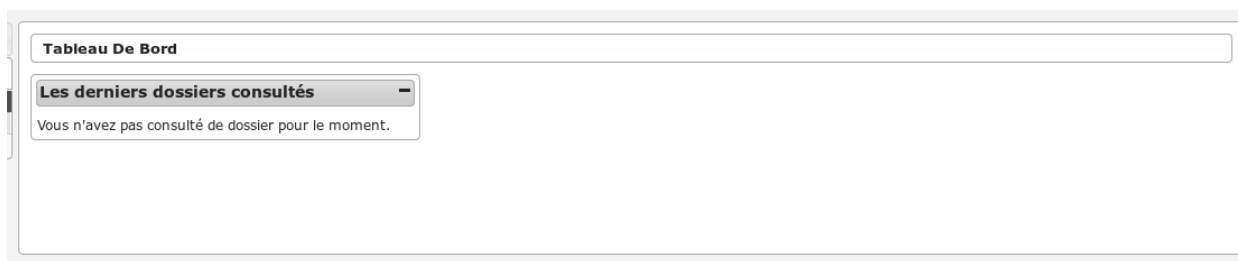 Tableau De Bord
Les derniers dossiers consultés
Vous n'avez pas consulté de dossier pour le moment.